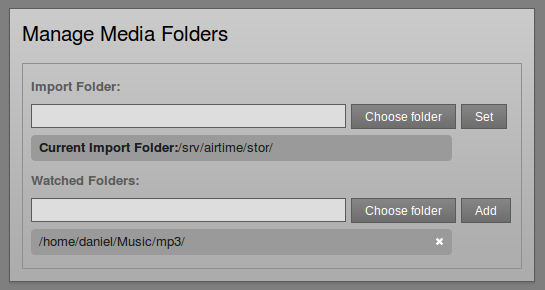 Manage Media Folders
Import Folder:
Choose folder
Set
Current Import Folder:/srv/airtime/stor/
Watched Folders:
Choose folder
Add
/home/daniel/Music/mp3/